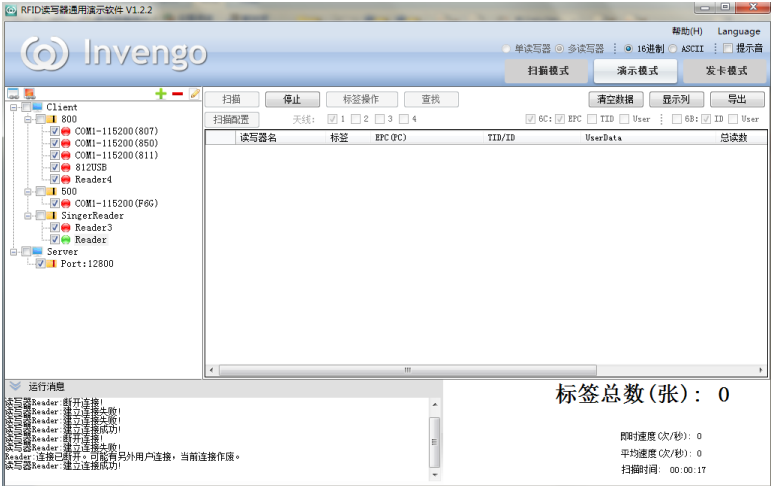 RFID读写器通用演示软件 V1.2.2
帮助(H) Language
Invengo
单读写器 多读写器 16进制 ASCII 提示音
扫描模式 演示模式 发卡模式
扫描 停止 标签操作 查找 清空数据 显示列 导出
扫描配置 天线: 1 2 3 4 6C: EPC TID User 6B: ID User
读写器名 标签 EPC(PC) TID/ID UserData 总读数
Client
800
COM1-115200(807)
COM1-115200(850)
COM1-115200(811)
812USB
Reader4
500
COM1-115200(F6G)
SingerReader
Reader3
Reader
Server
Port:12800
运行消息
读写器Reader:断开连接!
读写器Reader:建立连接失败!
读写器Reader:建立连接失败!
读写器Reader:建立连接成功!
读写器Reader:断开连接!
读写器Reader:建立连接失败!
Reader:连接已断开。可能有另外用户连接，当前连接作废。
读写器Reader:建立连接成功!
标签总数(张): 0
即时速度(次/秒): 0
平均速度(次/秒): 0
扫描时间: 00:00:17